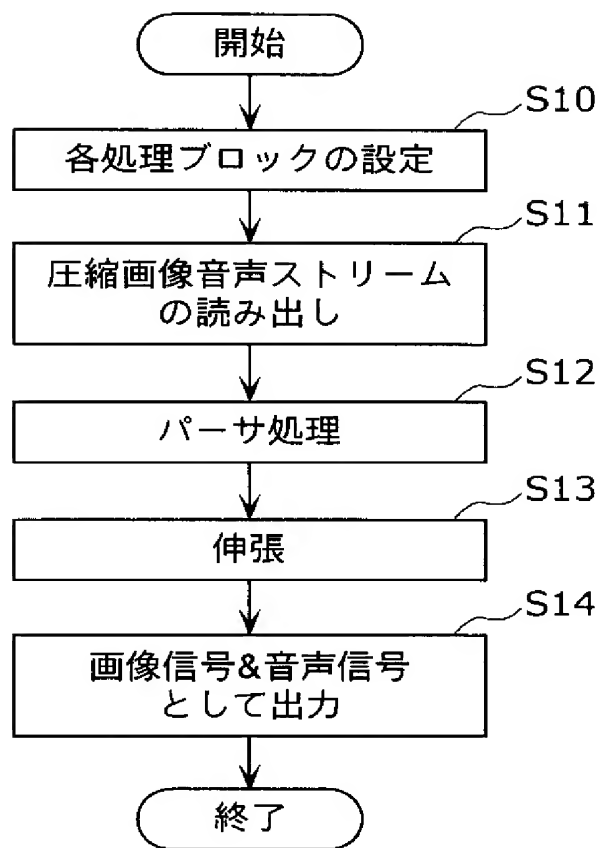 開始
S10
各処理ブロックの設定
S11
圧縮画像音声ストリーム
の読み出し
S12
パーサ処理
S13
伸張
S14
画像信号&音声信号
として出力
終了